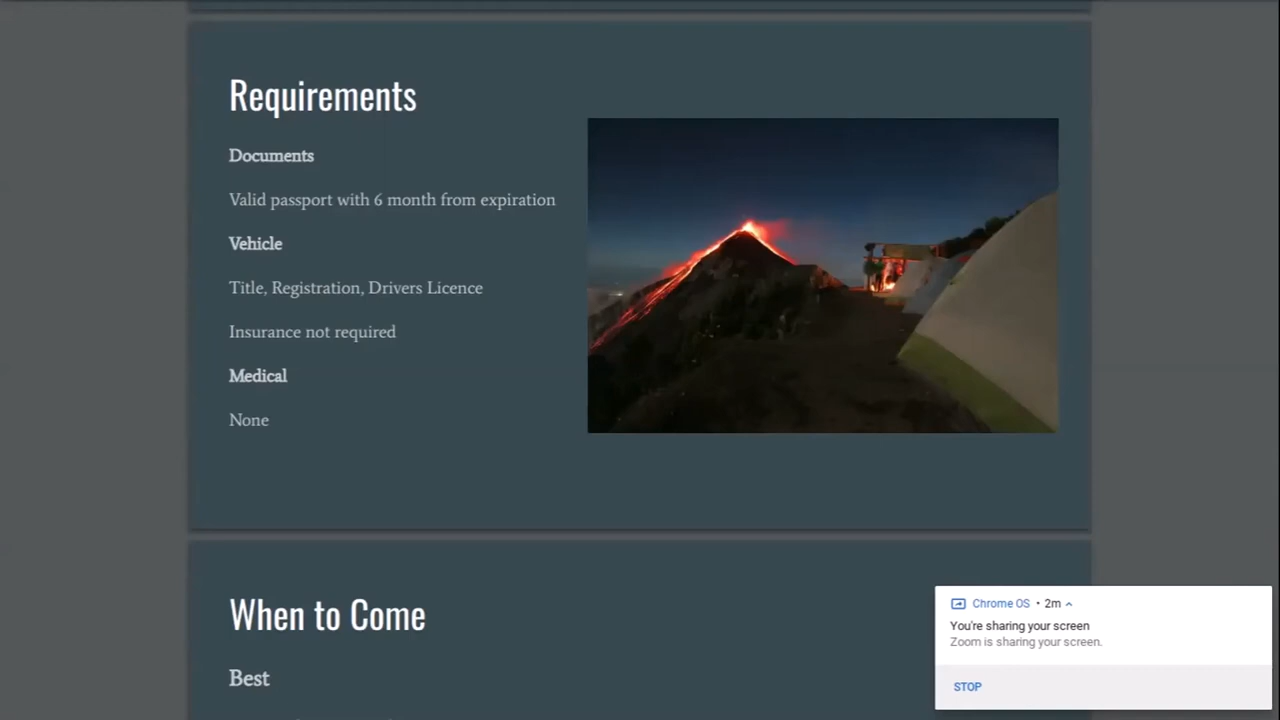 Requirements
Documents
Valid passport with 6 month from expiration
Vehicle
Title, Registration, Drivers Licence
Insurance not required
Medical
None
When to Come
Best
Chrome OS • 2m
You're sharing your screen
Zoom is sharing your screen.
STOP